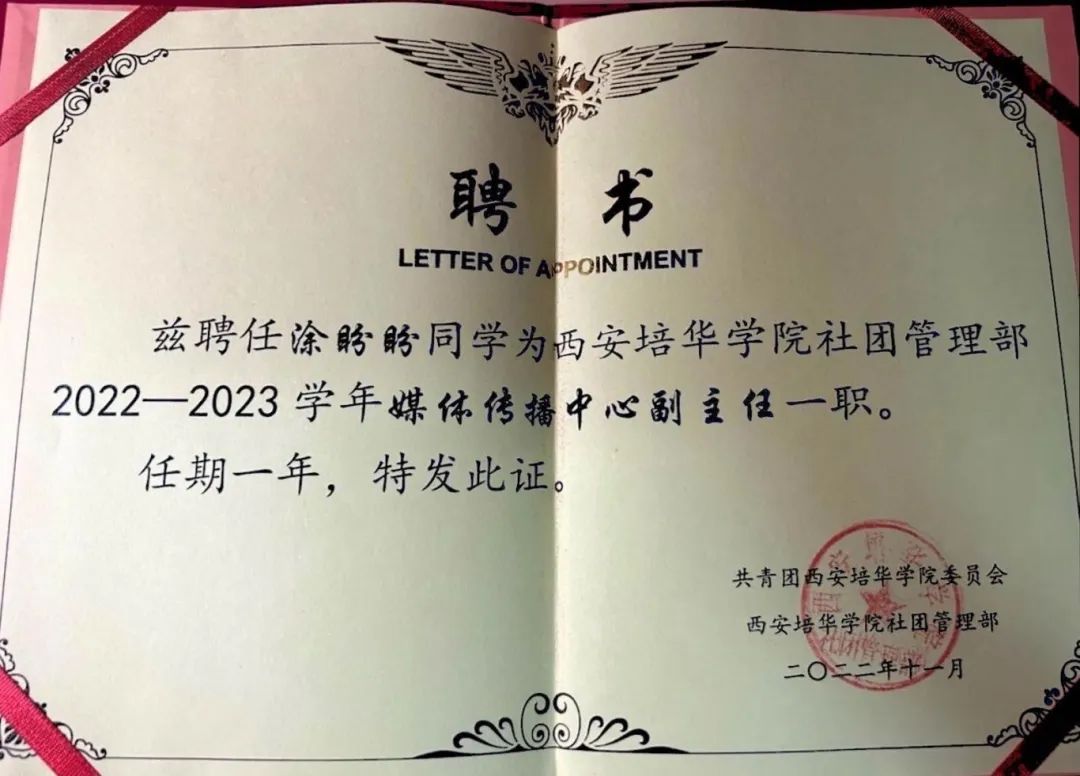 聘书
LETTER OF APPOINTMENT
兹聘任涂盼盼同学为西安培华学院社团管理部
2022—2023 学年媒体传播中心副主任一职。
任期一年，特发此证。
共青团西安培华学院委员会
西安培华学院社团管理部
二〇二二年十一月